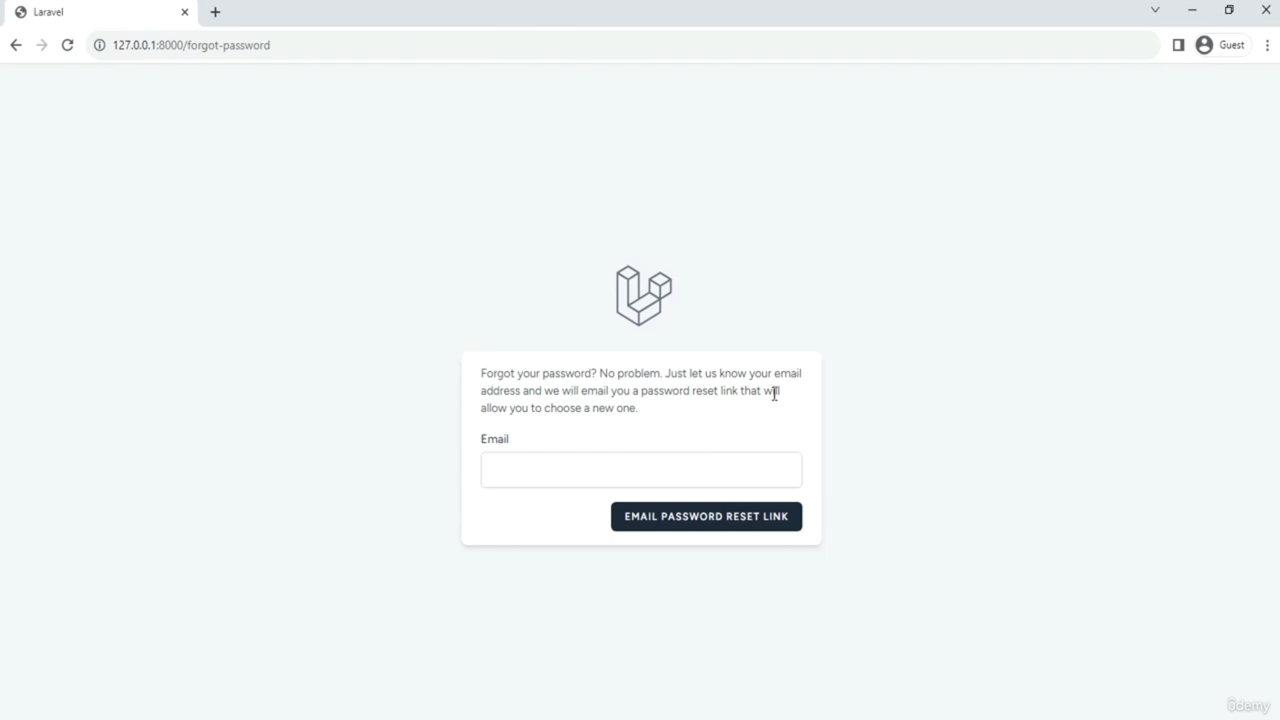 Laravel
127.0.0.1:8000/forgot-password
Guest
Forgot your password? No problem. Just let us know your email
address and we will email you a password reset link that will
allow you to choose a new one.
Email
EMAIL PASSWORD RESET LINK
ûdemy